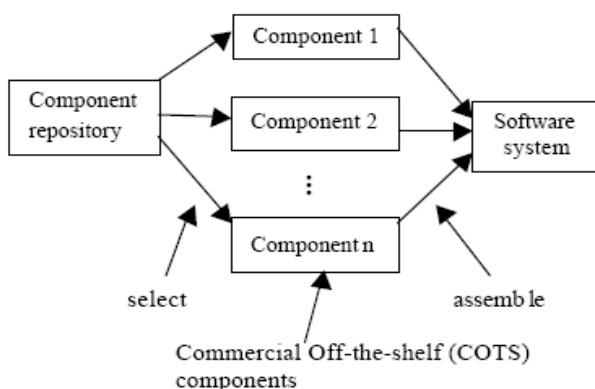 Component 1
Component
repository
Component 2
Software
system
Component n
select
assemble
Commercial Off-the-shelf (COTS)
components